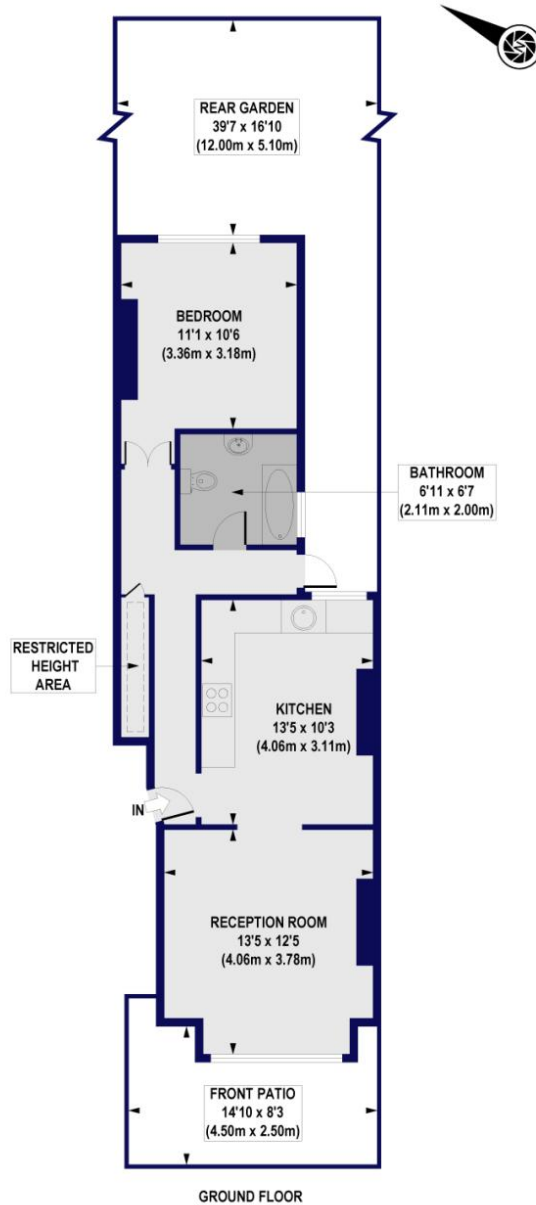 REAR GARDEN
39'7 x 16'10
(12.00m x 5.10m)
BEDROOM
11'1 x 10'6
(3.36m x 3.18m)
BATHROOM
6'11 x 6'7
(2.11m x 2.00m)
RESTRICTED
HEIGHT
AREA
KITCHEN
13'5 x 10'3
(4.06m x 3.11m)
IN
RECEPTION ROOM
13'5 x 12'5
(4.06m x 3.78m)
FRONT PATIO
14'10 x 8'3
(4.50m x 2.50m)
GROUND FLOOR